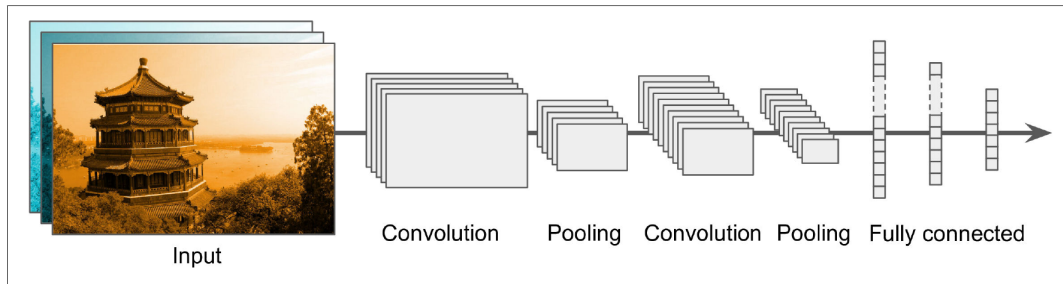 Input
Convolution
Pooling
Convolution
Pooling
Fully connected